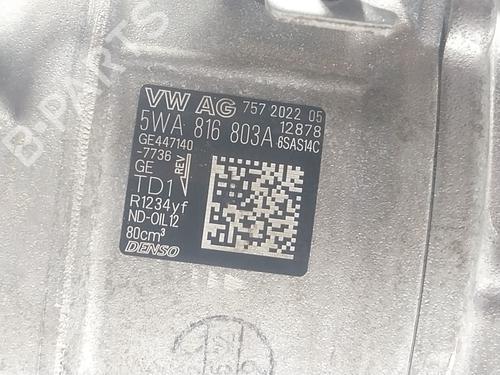 B PARTS
VW AG 757 2022 05
5WA 816 803A 12878
6SAS14C
GE447140
-7736
GE
REV
TD1
R1234yf
ND-OIL12
80cm³
DENSO